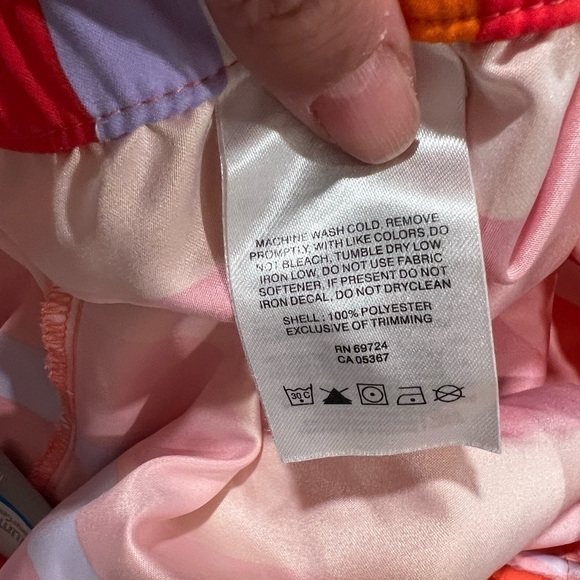 MACHINE WASH COLD, REMOVE
PROMPTLY, WITH LIKE COLORS, DO
NOT BLEACH, TUMBLE DRY LOW
IRON LOW, DO NOT USE FABRIC
SOFTENER, IF PRESENT DO NOT
IRON DECAL, DO NOT DRYCLEAN
SHELL : 100% POLYESTER
EXCLUSIVE OF TRIMMING
RN 69724
CA 05367
30 C